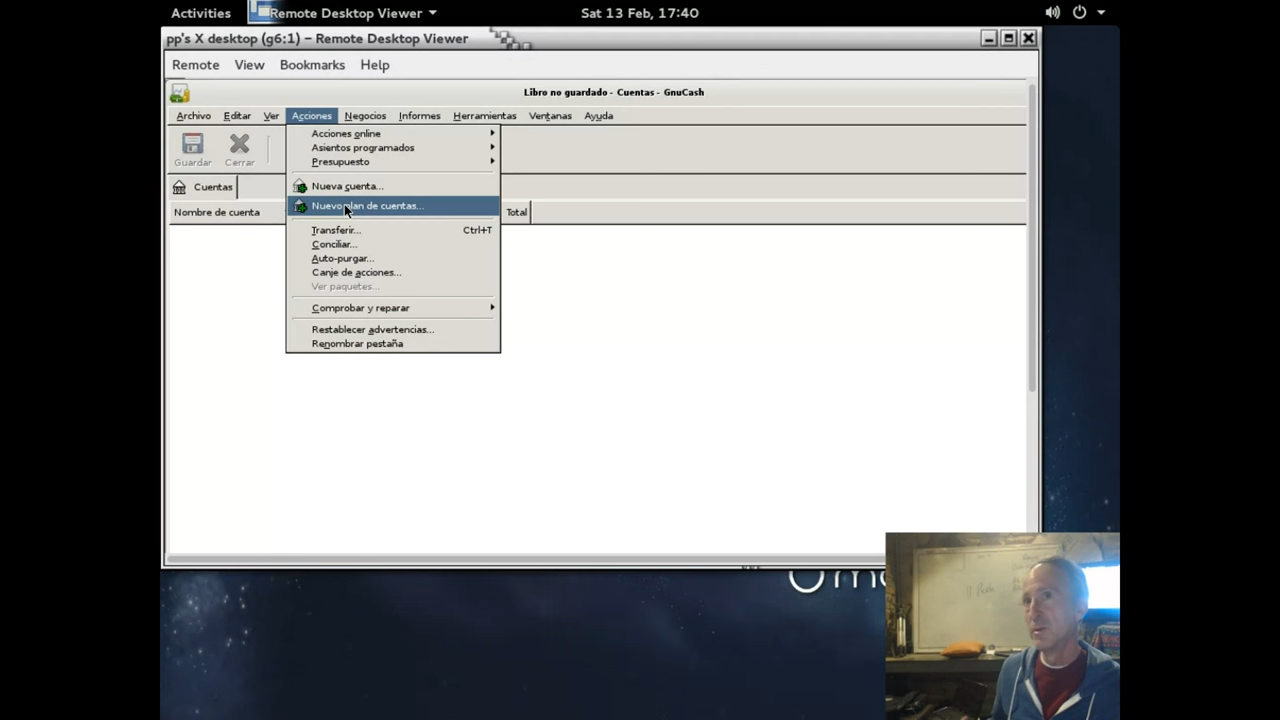 Activities
Remote Desktop Viewer
Sat 13 Feb, 17:40
pp's X desktop (g6:1) – Remote Desktop Viewer
Remote View Bookmarks Help
Libro no guardado - Cuentas - GnuCash
Archivo Editar Ver Acciones Negocios Informes Herramientas Ventanas Ayuda
Guardar Cerrar
Acciones online
Asientos programados
Presupuesto
Cuentas
Nueva cuenta...
Nuevo plan de cuentas...
Nombre de cuenta
Total
Transferir... Ctrl+T
Conciliar...
Auto-purgar...
Canje de acciones...
Ver paquetes...
Comprobar y reparar
Restablecer advertencias...
Renombrar pestaña